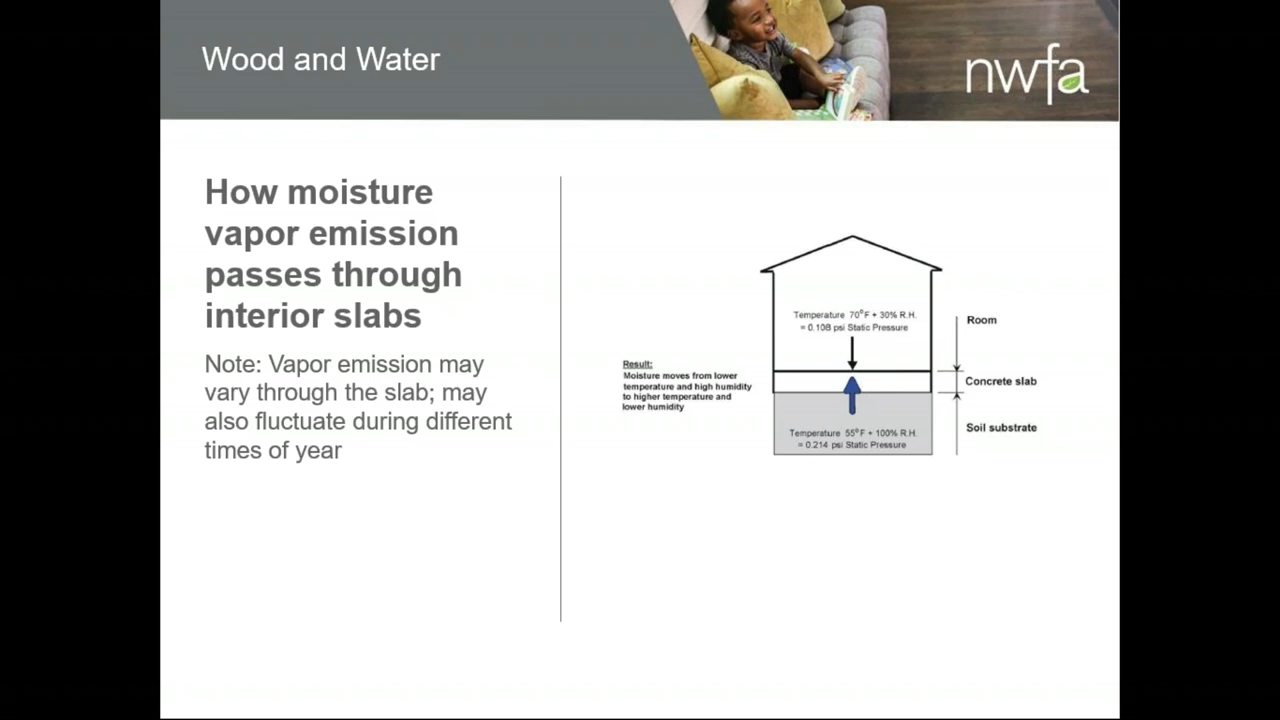 Wood and Water
nwfa
How moisture
vapor emission
passes through
interior slabs
Note: Vapor emission may
vary through the slab; may
also fluctuate during different
times of year
Result:
Moisture moves from lower
temperature and high humidity
to higher temperature and
lower humidity
Temperature 70°F + 30% R.H.
= 0.108 psi Static Pressure
Temperature 55°F + 100% R.H.
= 0.214 psi Static Pressure
Room
Concrete slab
Soil substrate